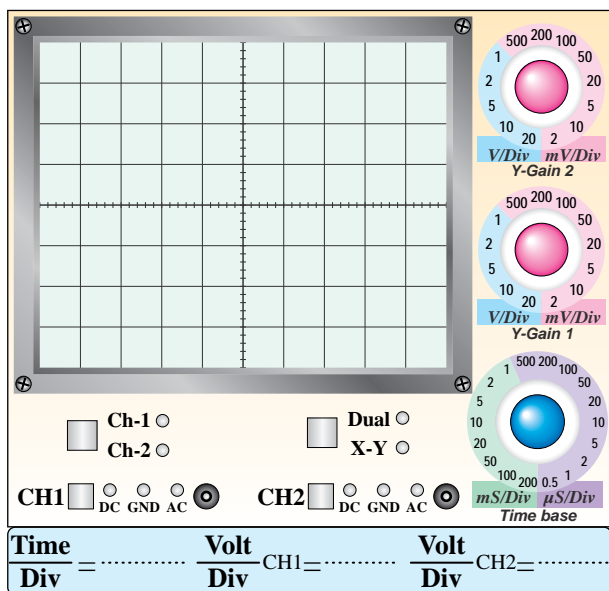 500 200 100
1 50
2 20
5 10
10 20 2
V/Div mV/Div
Y-Gain 2
500 200 100
1 50
2 20
5 10
10 20 2
V/Div mV/Div
Y-Gain 1
500 200 100
1 50
2 20
5 10
10 5
20 2
50 1
100 200 0.5
mS/Div µS/Div
Time base
Ch-1
Ch-2
Dual
X-Y
CH1 DC GND AC
CH2 DC GND AC
Time/Div = ............ Volt/Div CH1= ............ Volt/Div CH2= ............